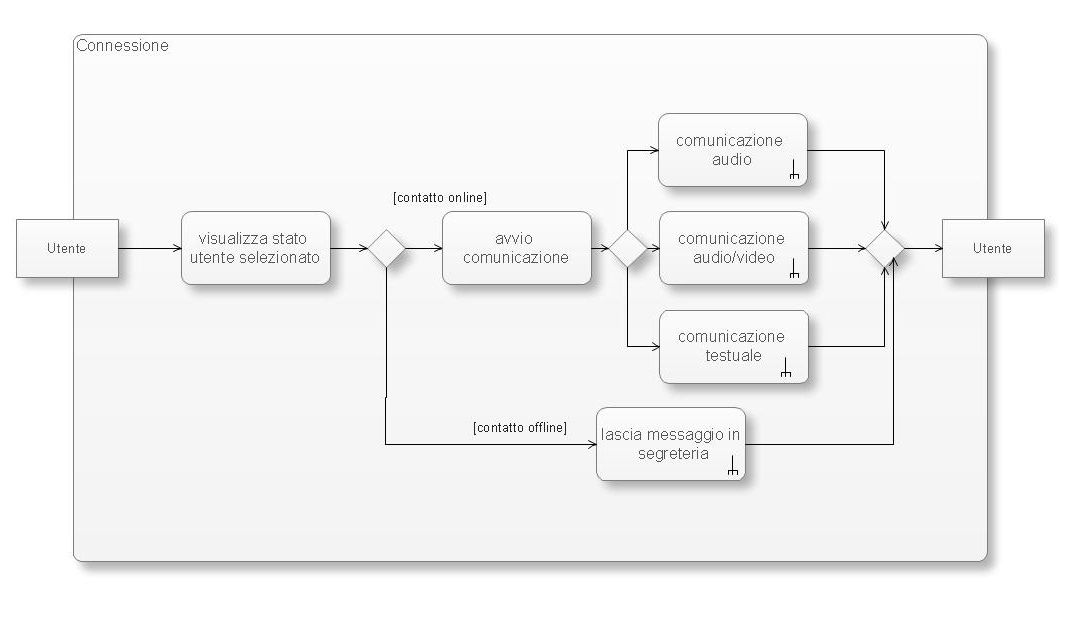 Connessione
comunicazione
audio
[contatto online]
Utente
visualizza stato
utente selezionato
avvio
comunicazione
comunicazione
audio/video
Utente
comunicazione
testuale
[contatto offline]
lascia messaggio in
segreteria